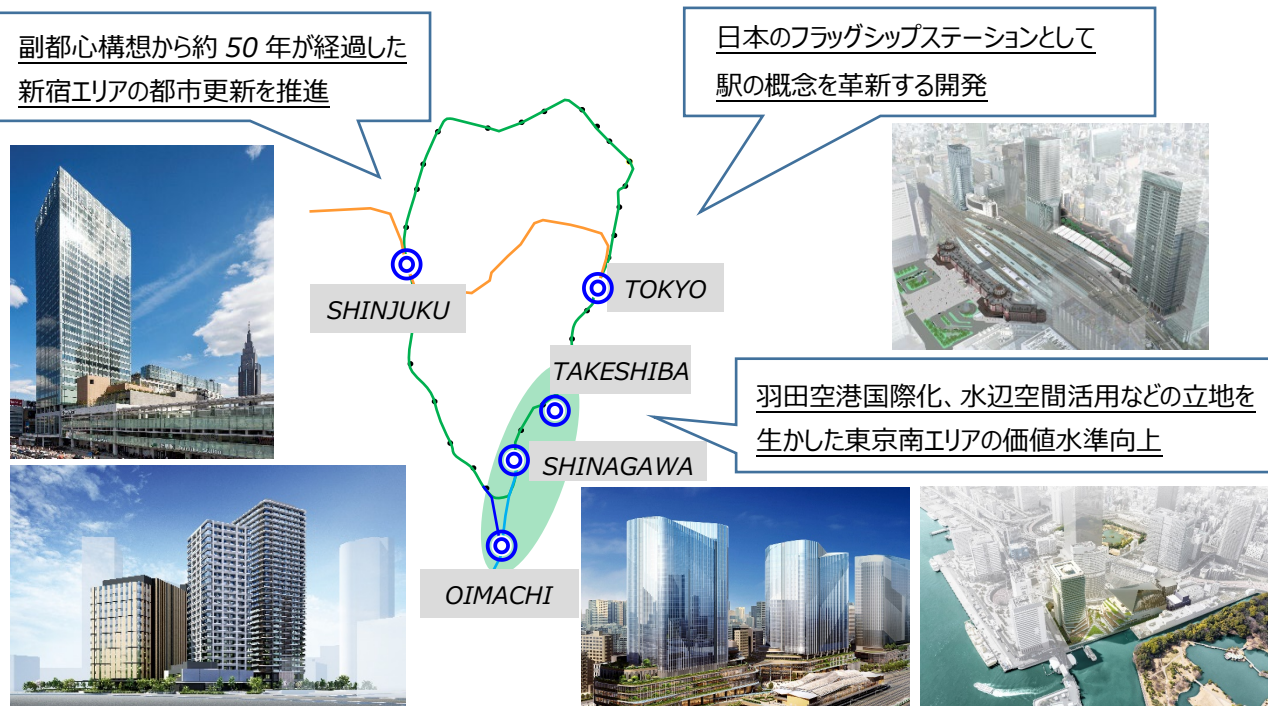 副都心構想から約 50 年が経過した
新宿エリアの都市更新を推進
日本のフラッグシップステーションとして
駅の概念を革新する開発
SHINJUKU
TOKYO
TAKESHIBA
羽田空港国際化、水辺空間活用などの立地を
生かした東京南エリアの価値水準向上
SHINAGAWA
OIMACHI